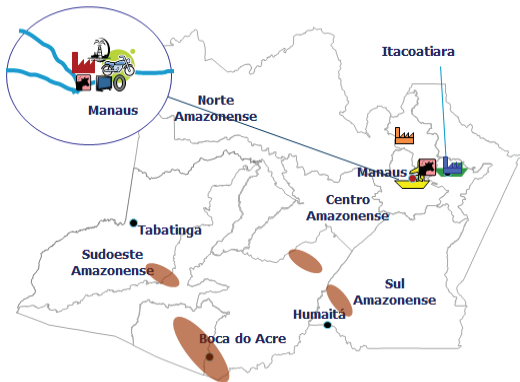 Itacoatiara
Manaus
Norte
Amazonense
Manaus
Centro
Amazonense
Tabatinga
Sudoeste
Amazonense
Sul
Amazonense
Humaitá
Boca do Acre